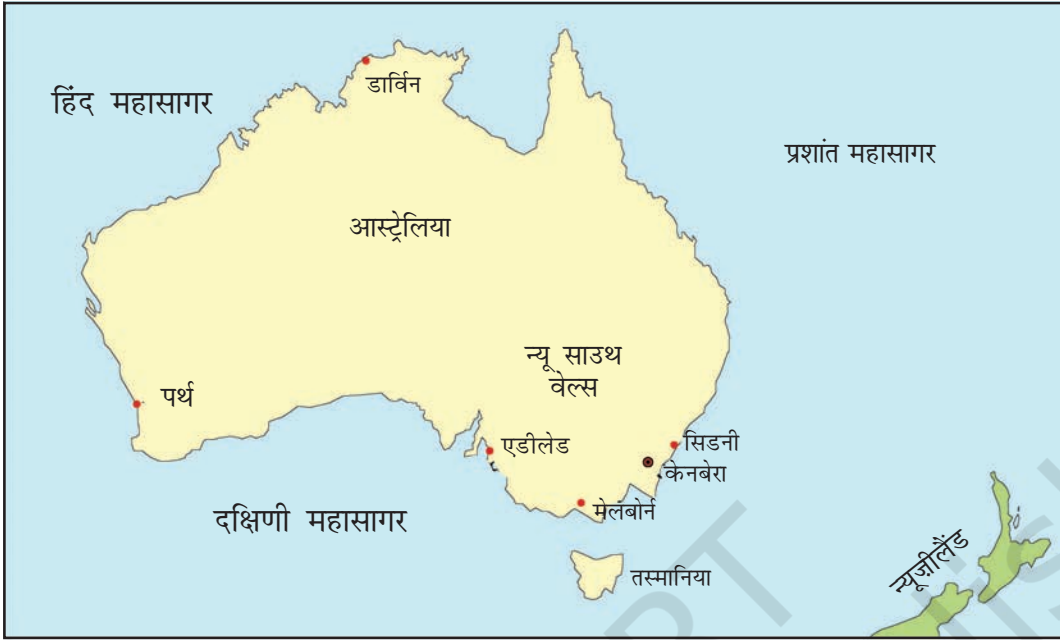 डार्विन
हिंद महासागर
प्रशांत महासागर
आस्ट्रेलिया
न्यू साउथ
वेल्स
पर्थ
एडीलेड
सिडनी
केनबेरा
मेलबोर्न
दक्षिणी महासागर
न्यूज़ीलैंड
तस्मानिया